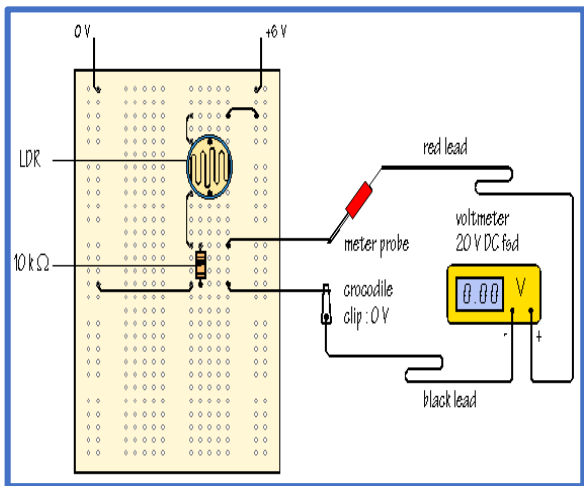 0 V
+6 V
LDR
10 k Ω
red lead
meter probe
voltmeter
20 V DC fsd
0.00 V
- +
crocodile
clip : 0 V
black lead